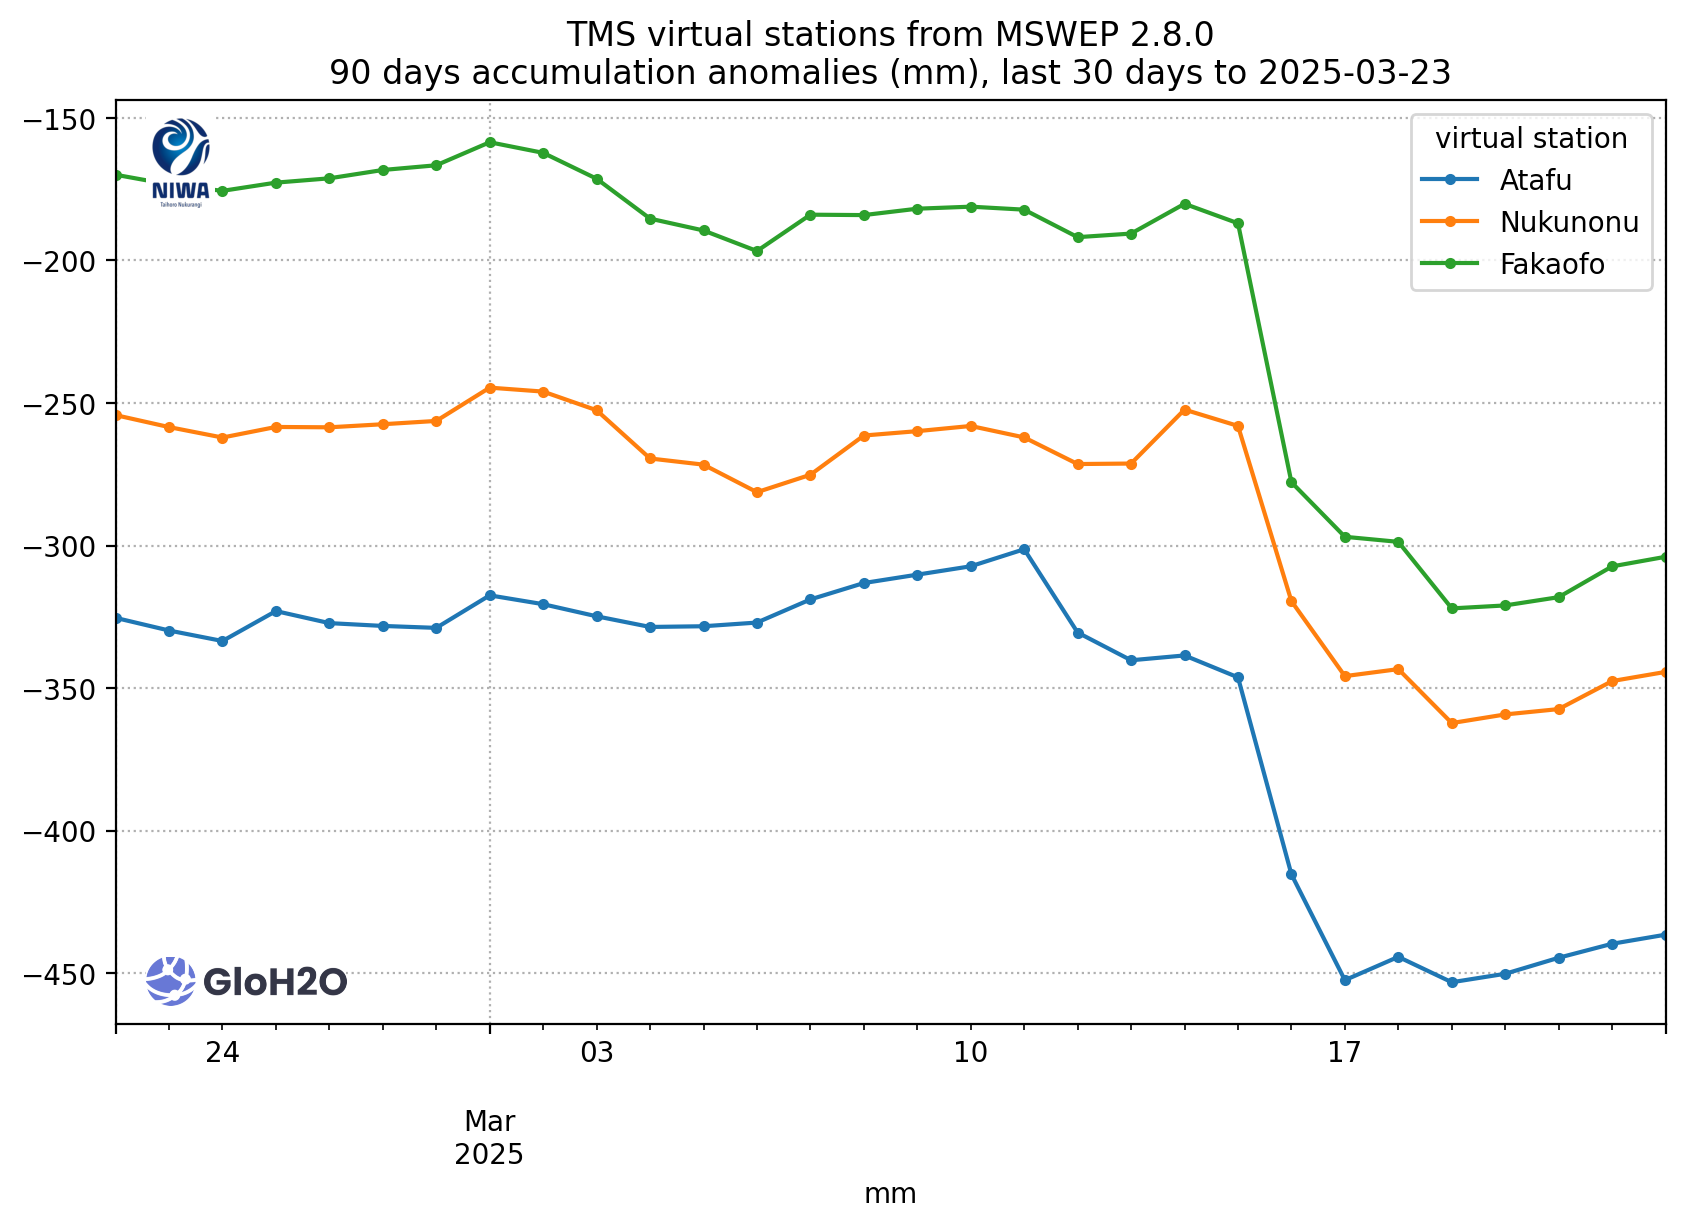 TMS virtual stations from MSWEP 2.8.0
90 days accumulation anomalies (mm), last 30 days to 2025-03-23
−150
−200
−250
−300
−350
−400
−450
NIWA
Taihoro Nukurangi
virtual station
Atafu
Nukunonu
Fakaofo
GloH2O
24
03
10
17
Mar
2025
mm